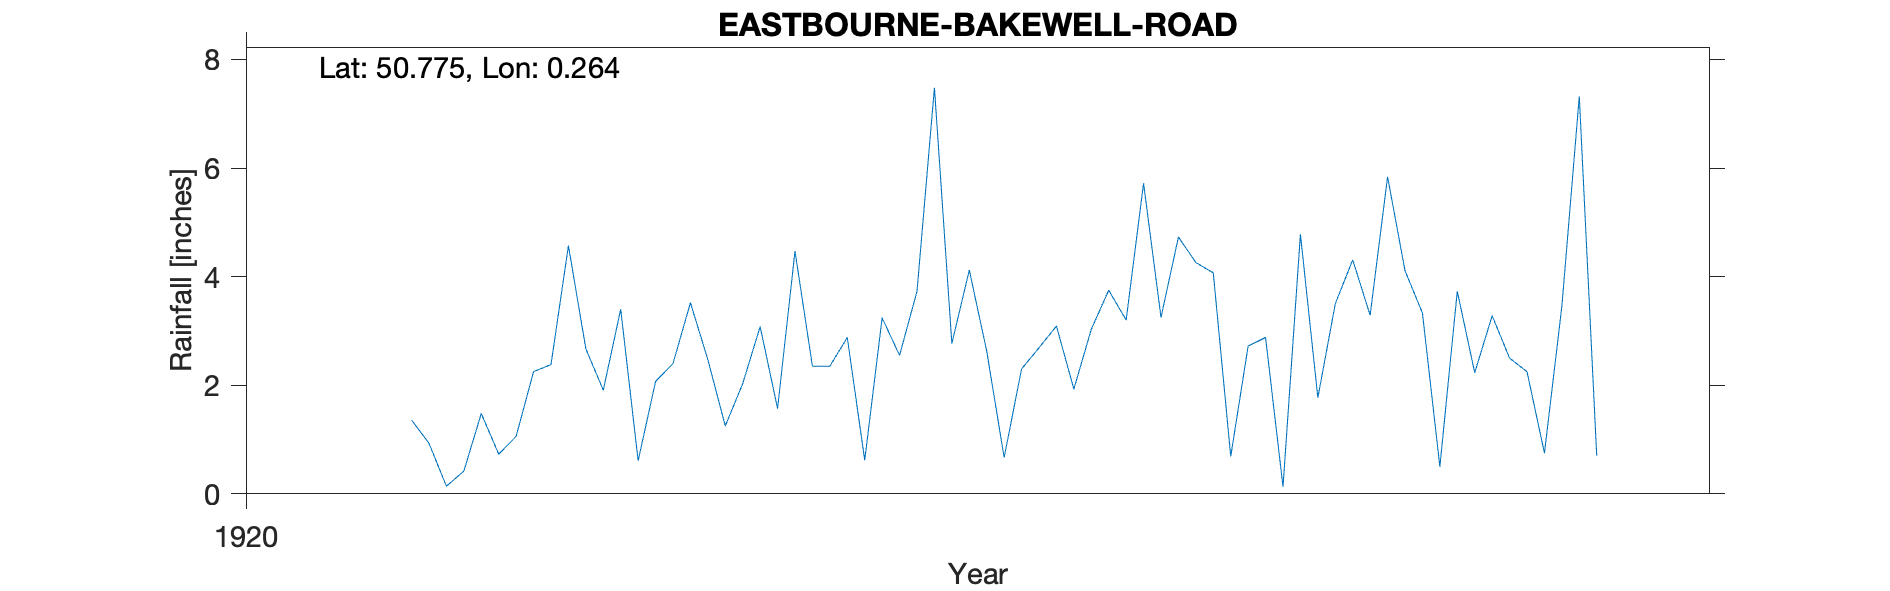 EASTBOURNE-BAKEWELL-ROAD
Lat: 50.775, Lon: 0.264
8
6
4
2
0
Rainfall [inches]
1920
Year